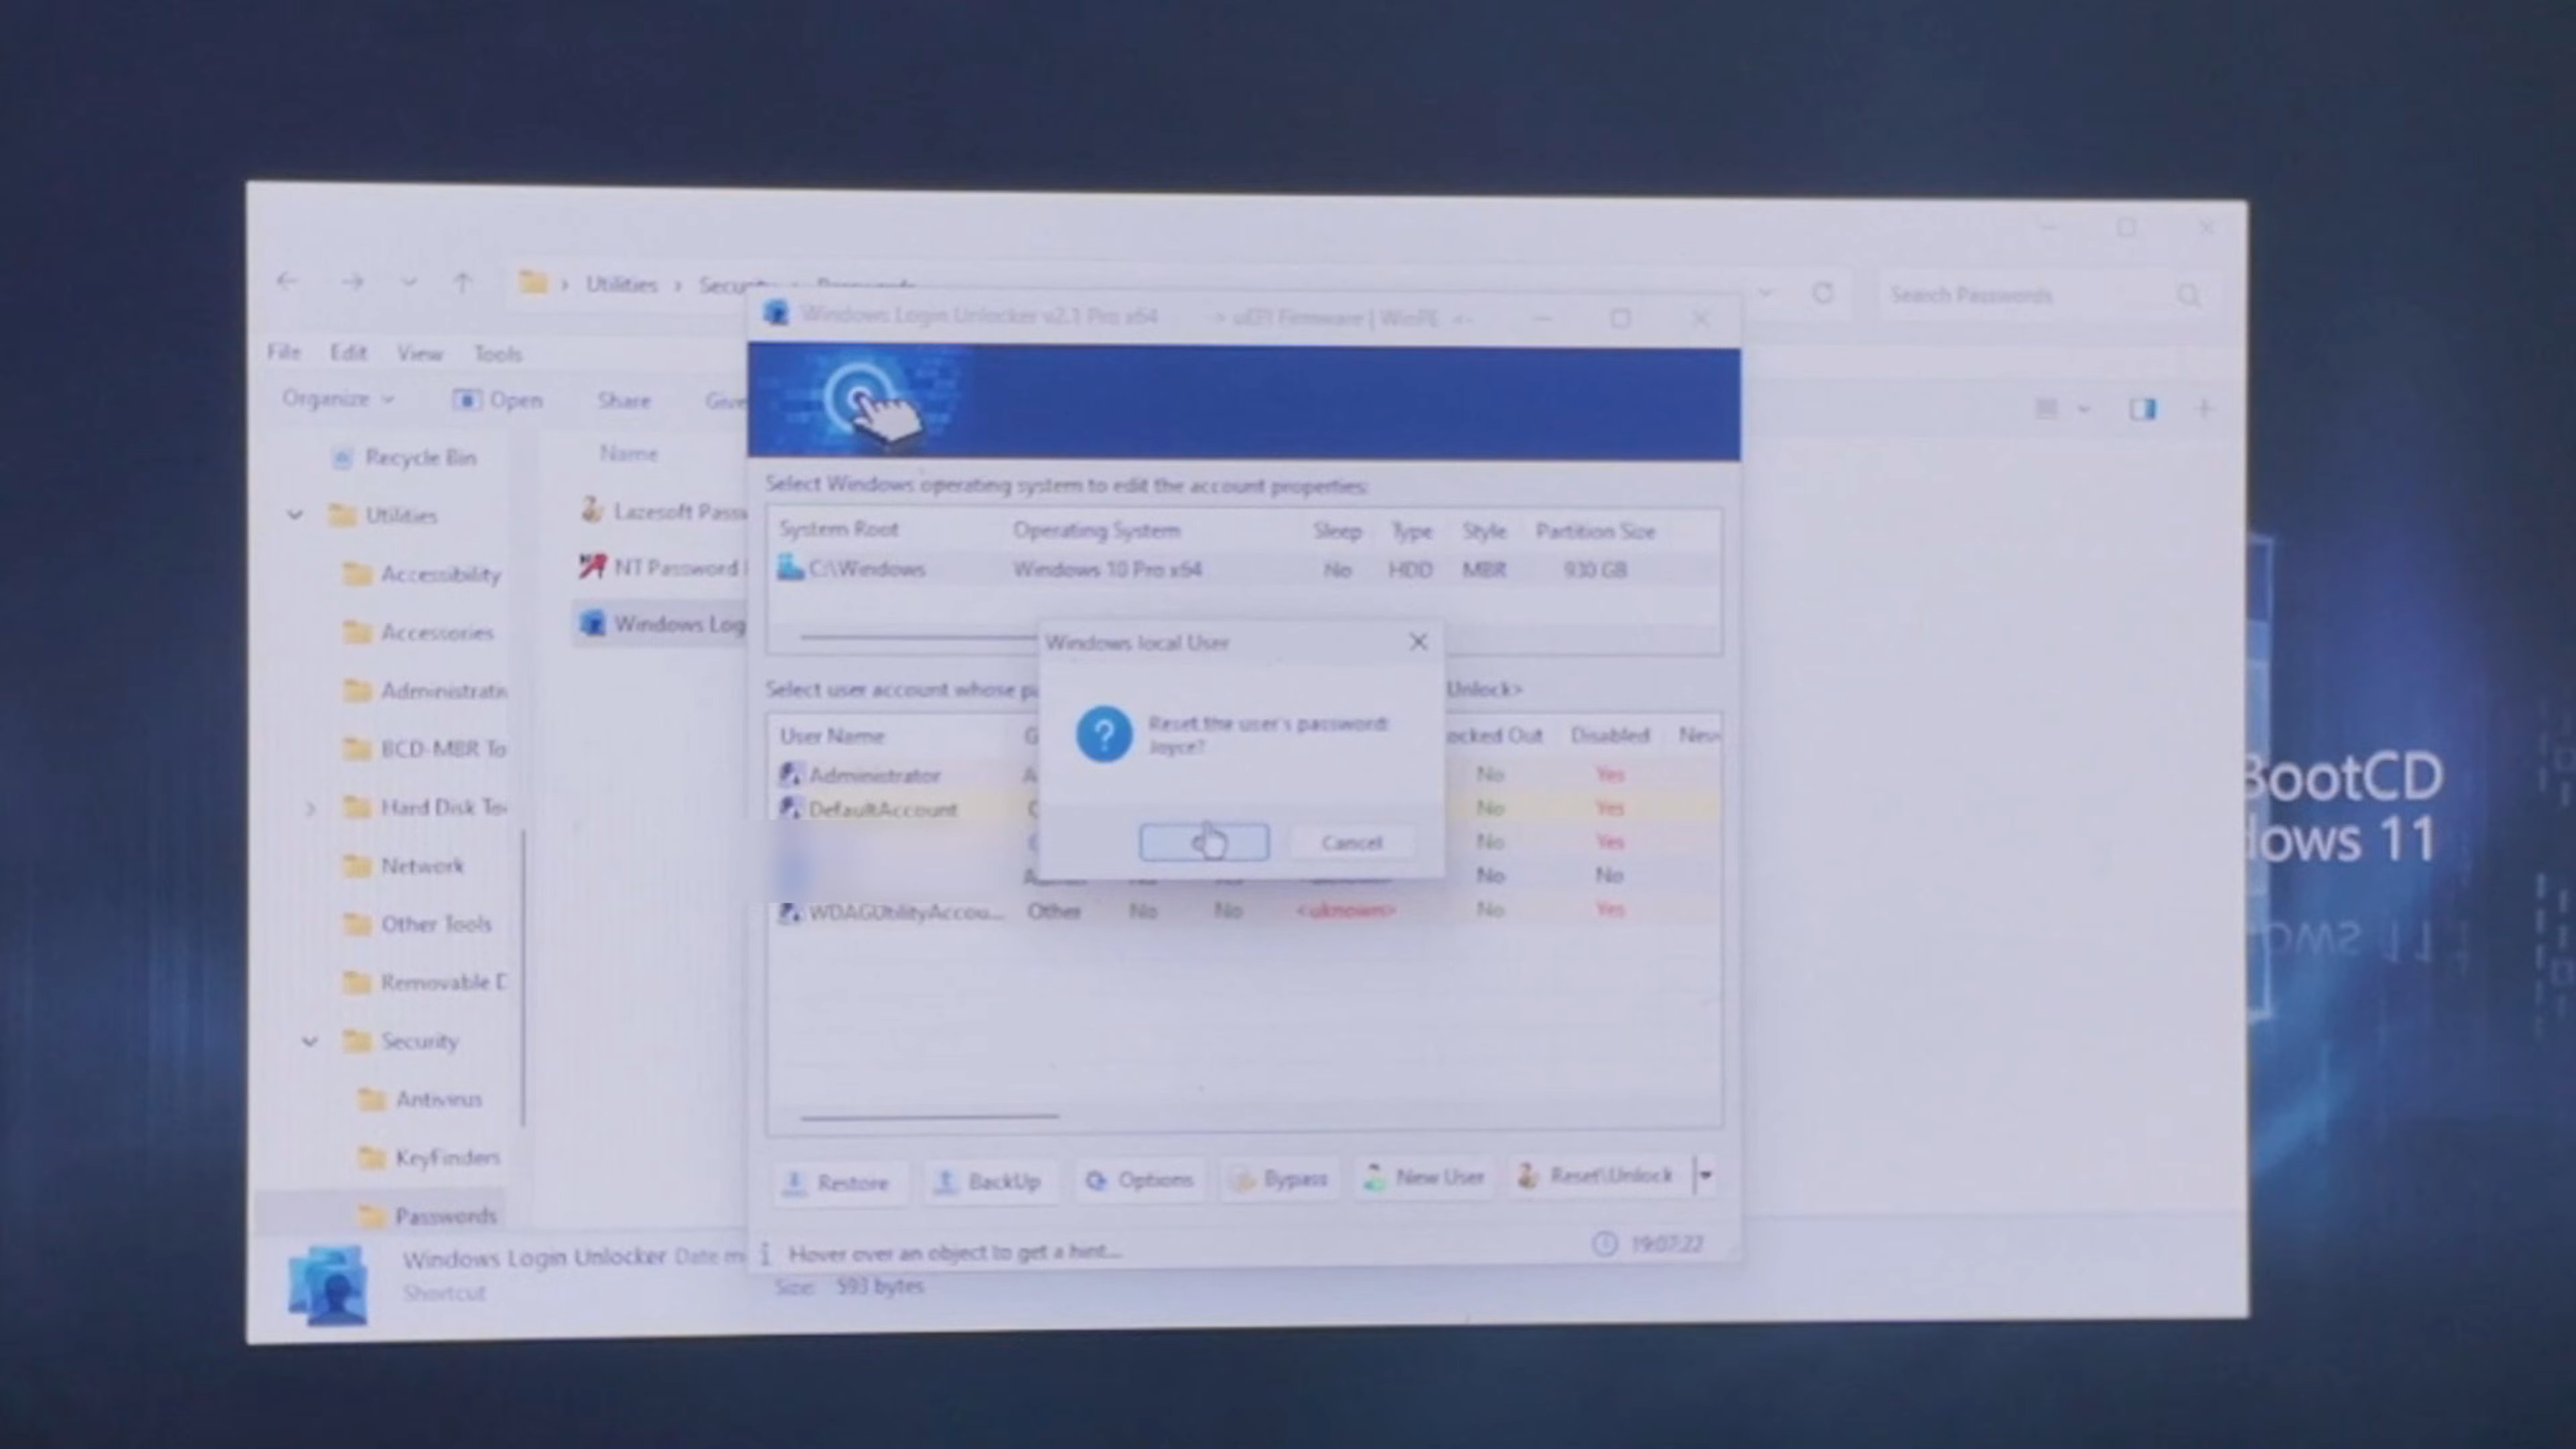 Utilities
Search Passwords
Windows Login Unlocker v2.1 Pro x64 -> uEFI Firmware | WinPE <-
File Edit View Tools
Organize Open Share Give
Select Windows operating system to edit the account properties:
System Root Operating System Sleep Type Style Partition Size
C:\Windows Windows 10 Pro x64 No HDD MBR 930 GB
Recycle Bin
Utilities
Accessibility
Accessories
Administrativ
BCD-MBR To
Hard Disk To
Network
Other Tools
Removable D
Security
Antivirus
KeyFinders
Passwords
Name
Lazesoft Passw
NT Password
Windows Log
Windows local User
Reset the user's password:
Joyce?
Cancel
Select user account whose p
Unlock>
User Name
ocked Out Disabled New
Administrator A No Yes
DefaultAccount No Yes
No Yes
No No
WDAGUtilityAccou... Other No No <uknown> No Yes
Restore BackUp Options Bypass New User Reset\Unlock
Hover over an object to get a hint...
19:07:22
Windows Login Unlocker Date m
Shortcut
Size: 593 bytes
BootCD
dows 11